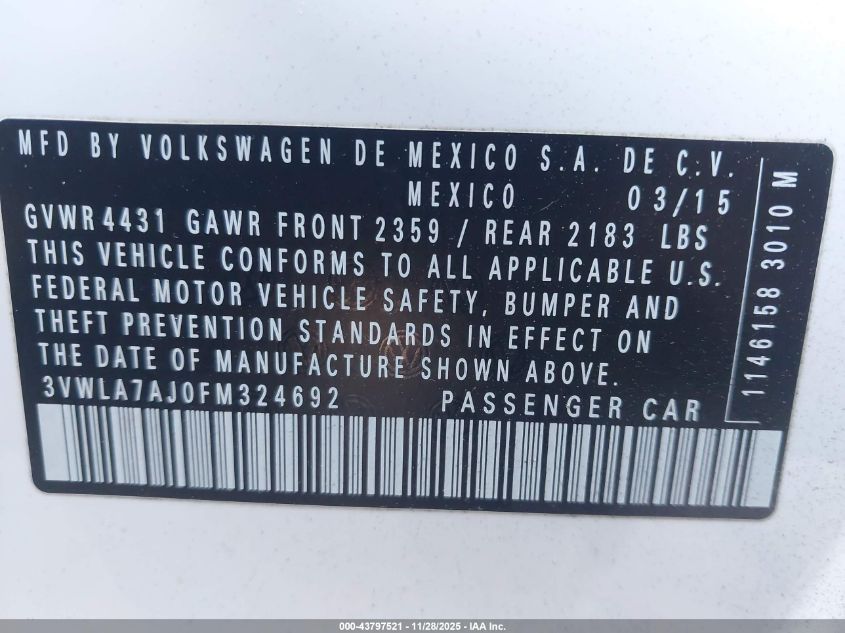 MFD BY VOLKSWAGEN DE MEXICO S.A. DE C.V.
MEXICO 03/15
GVWR 4431 GAWR FRONT 2359 / REAR 2183 LBS
THIS VEHICLE CONFORMS TO ALL APPLICABLE U.S.
FEDERAL MOTOR VEHICLE SAFETY, BUMPER AND
THEFT PREVENTION STANDARDS IN EFFECT ON
THE DATE OF MANUFACTURE SHOWN ABOVE.
3VWLA7AJ0FM324692 PASSENGER CAR
1146158 3010 M
000-43797521 - 11/28/2025 - IAA Inc.